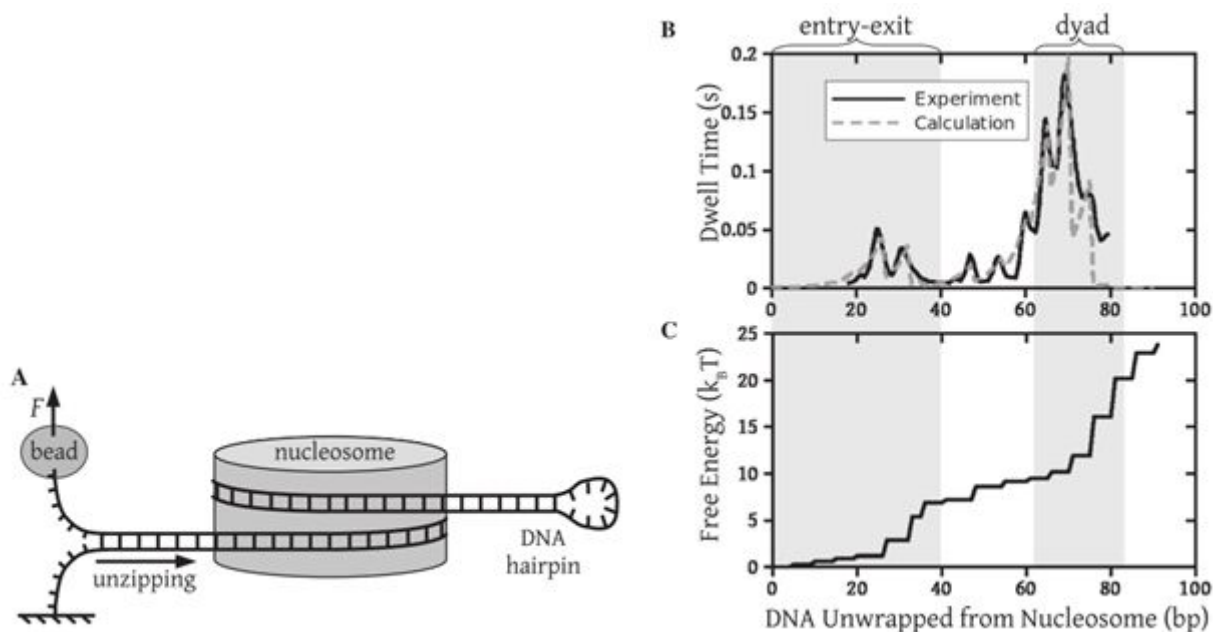 A
F
bead
nucleosome
DNA
hairpin
unzipping
B
entry-exit
dyad
0.2
0.15
0.1
0.05
0
Dwell Time (s)
Experiment
Calculation
0 20 40 60 80 100
C
25
20
15
10
5
0
Free Energy (k_BT)
0 20 40 60 80 100
DNA Unwrapped from Nucleosome (bp)